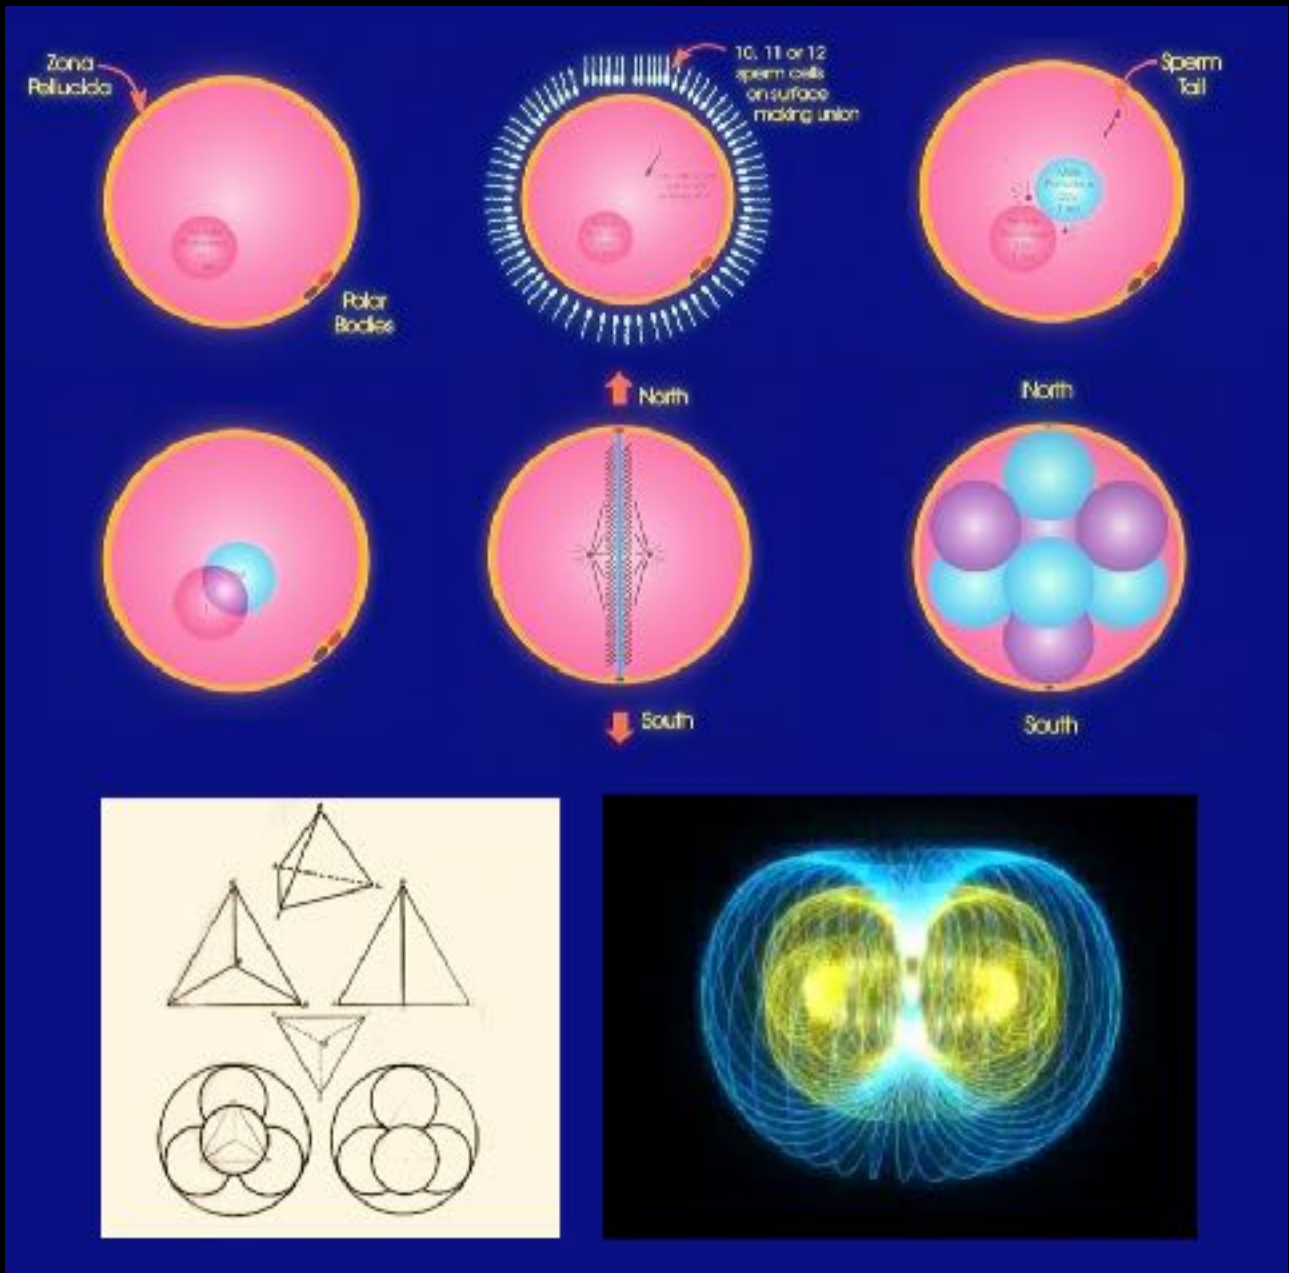 Zona
Pellucida
10, 11 or 12
sperm cells
on surface
making union
Sperm
Tail
Polar
Bodies
North
North
South
South